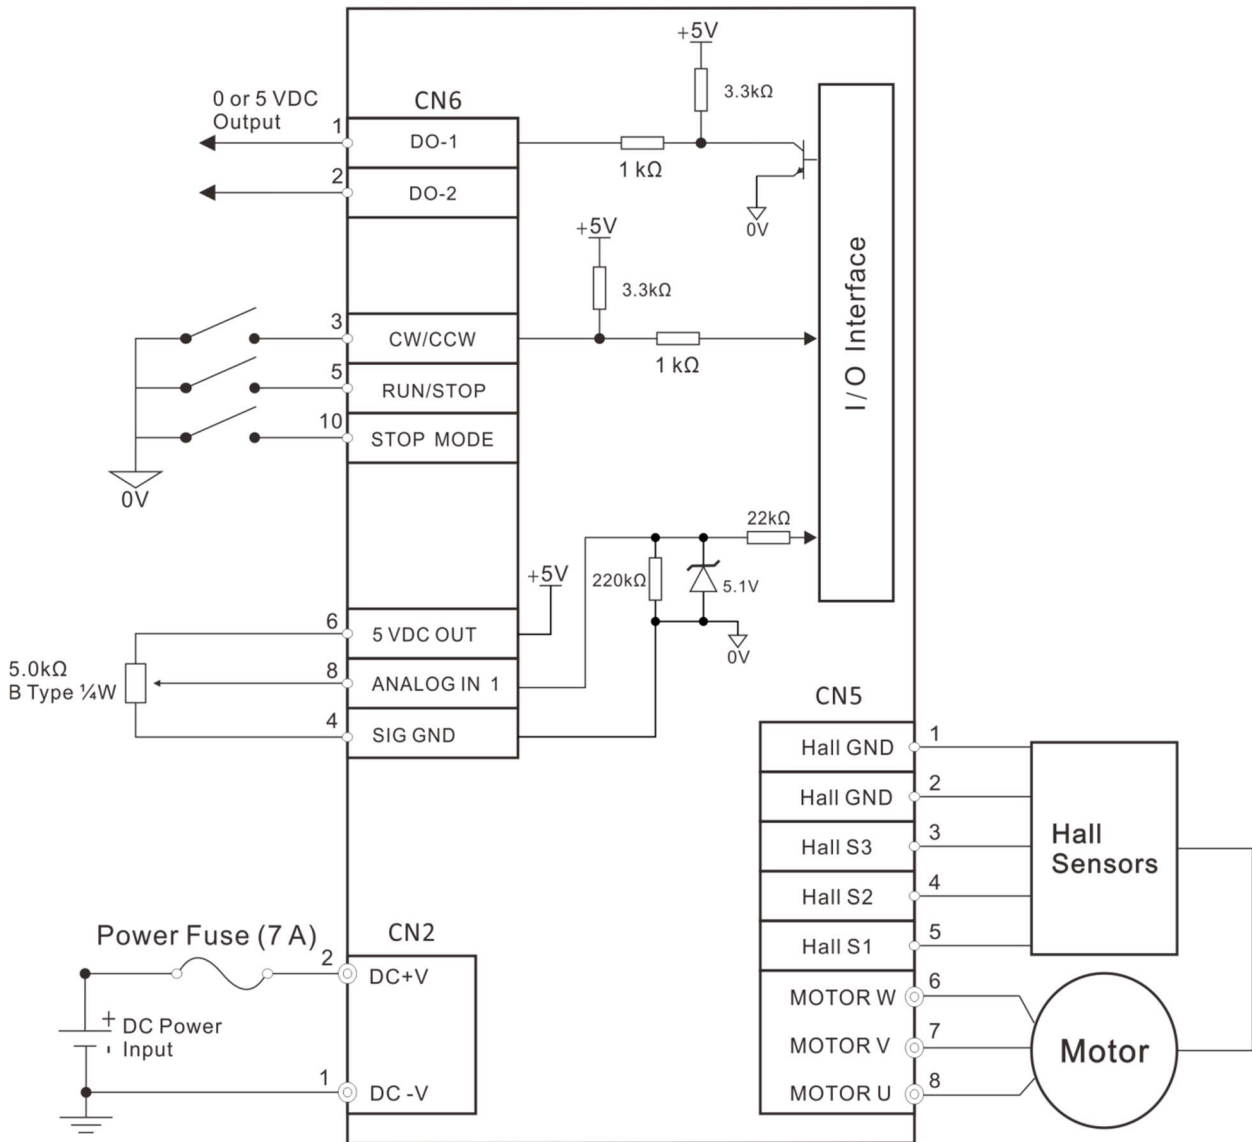 +5V
3.3kΩ
0 or 5 VDC
Output
CN6
1
DO-1
1 kΩ
2
DO-2
0V
+5V
3.3kΩ
I/O Interface
3
CW/CCW
1 kΩ
5
RUN/STOP
10
STOP MODE
0V
22kΩ
+5V
220kΩ
5.1V
0V
6
5 VDC OUT
5.0kΩ
B Type ¼W
8
ANALOG IN 1
4
SIG GND
CN5
Hall GND
1
Hall GND
2
Hall S3
3
Hall
Sensors
Hall S2
4
Hall S1
5
Power Fuse (7 A)
CN2
2
DC+V
+
DC Power
-
Input
1
DC -V
MOTOR W
6
MOTOR V
7
Motor
MOTOR U
8